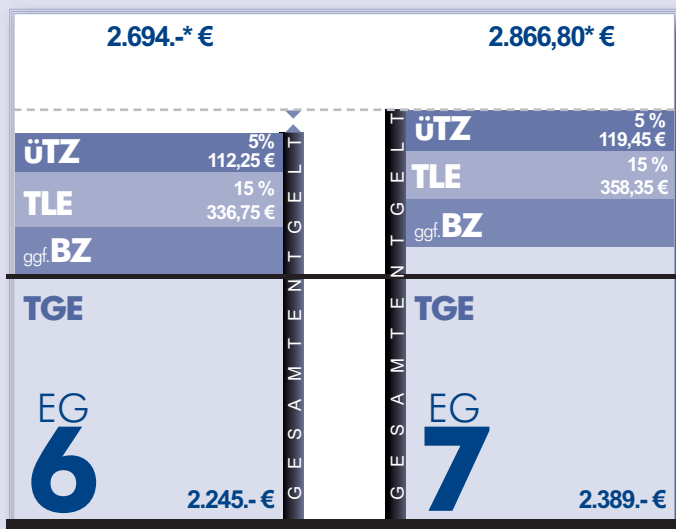 2.694.-* €
ÜTZ
5%
112,25 €
TLE
15 %
336,75 €
ggf.BZ
TGE
EG
6
2.245.- €
GESAMTENTGELT
2.866,80* €
ÜTZ
5 %
119,45 €
TLE
15 %
358,35 €
ggf.BZ
TGE
EG
7
2.389.- €
GESAMTENTGELT